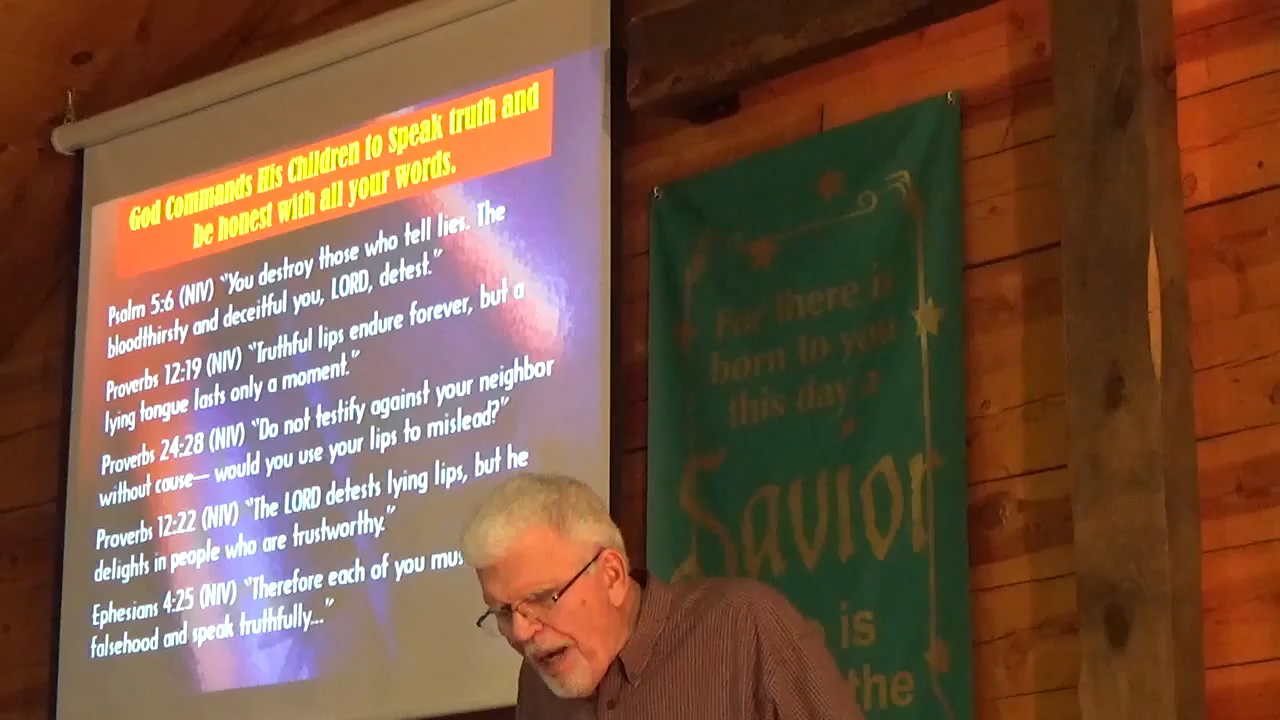 God Commands His Children to Speak truth and
be honest with all your words.
Psalm 5:6 (NIV) "You destroy those who tell lies. The
bloodthirsty and deceitful you, LORD, detest."
Proverbs 12:19 (NIV) "Truthful lips endure forever, but a
lying tongue lasts only a moment."
Proverbs 24:28 (NIV) "Do not testify against your neighbor
without cause— would you use your lips to mislead?"
Proverbs 12:22 (NIV) "The LORD detests lying lips, but he
delights in people who are trustworthy."
Ephesians 4:25 (NIV) "Therefore each of you
falsehood and speak truthfully..."
For there is
born to you
this day a
Savior
is
the